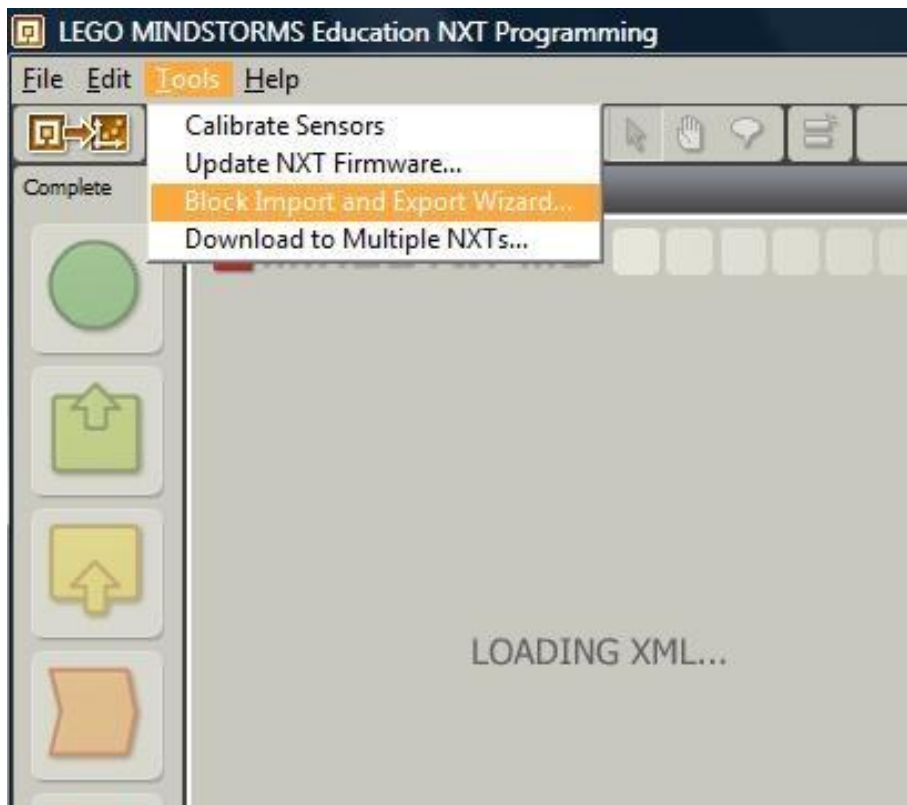 LEGO MINDSTORMS Education NXT Programming
File Edit Tools Help
Calibrate Sensors
Update NXT Firmware...
Block Import and Export Wizard...
Download to Multiple NXTs...
Complete
LOADING XML...